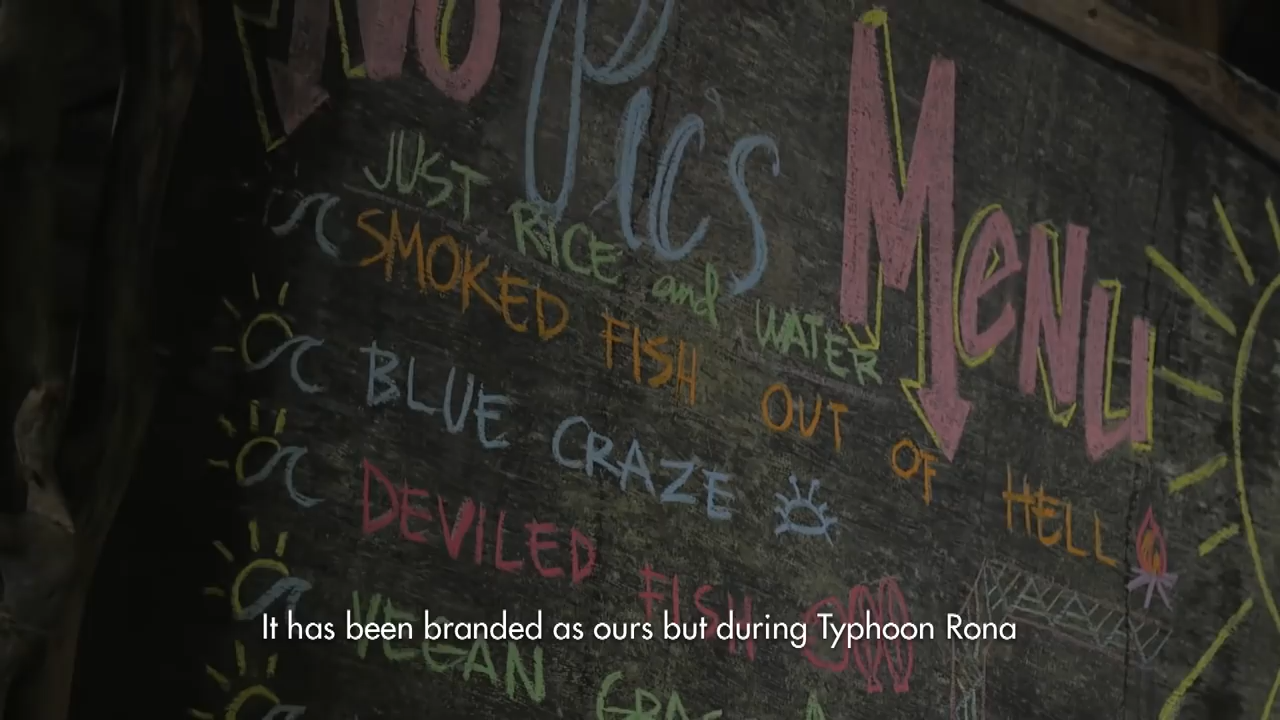 Pic's MENU
JUST RICE and WATER
SMOKED FISH OUT OF HELL
BLUE CRAZE
DEVILED FISH
VEGAN
It has been branded as ours but during Typhoon Rona